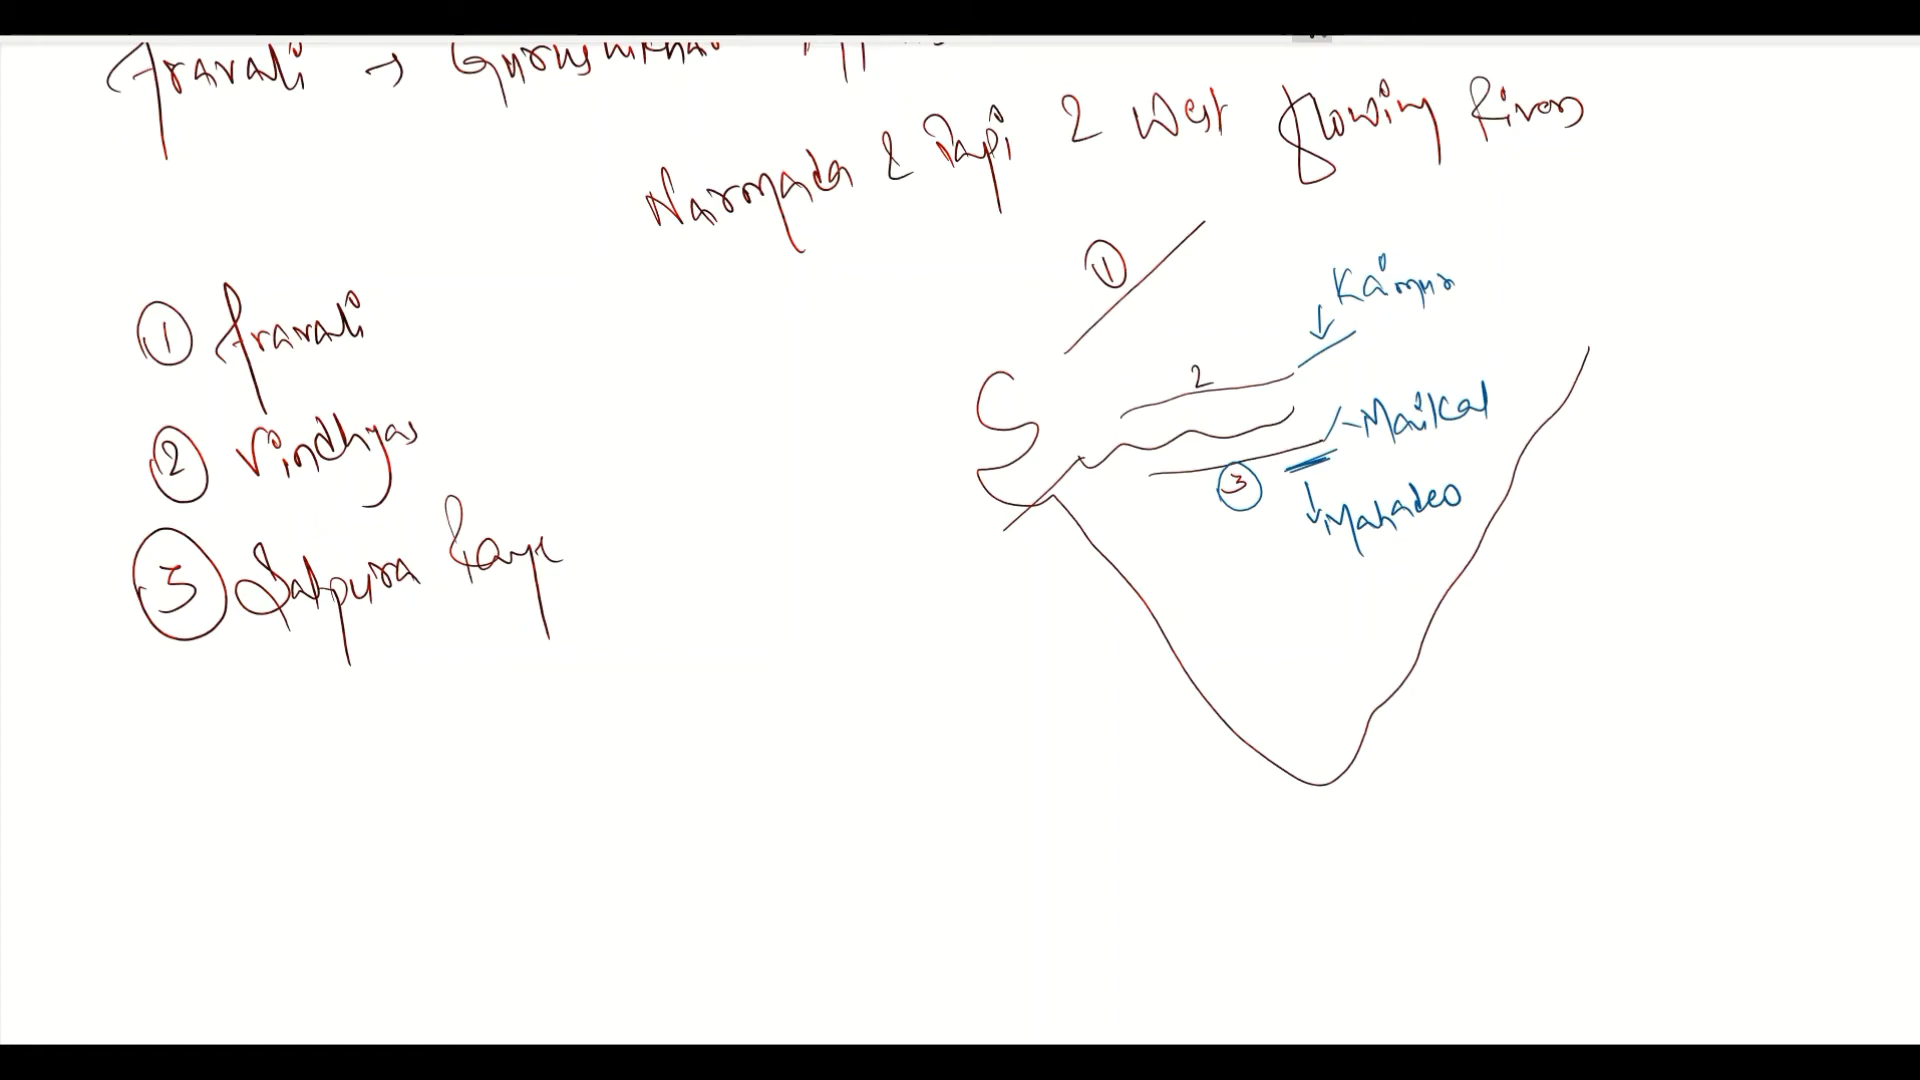 Aravali → Gurushikhar
Narmada & Tapi 2 West flowing Rivers
① Aravali
② Vindhyas
③ Satpura Range
①
Kaimur
2
Maikal
③
Mahadeo